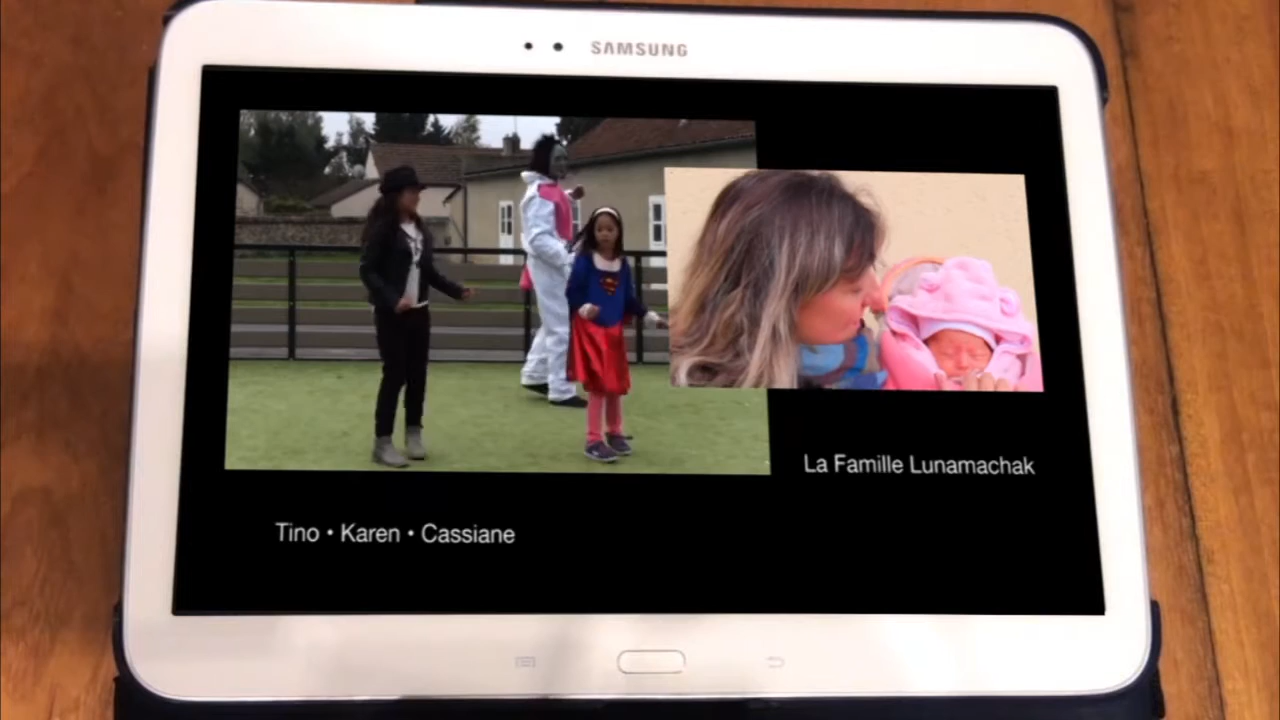 SAMSUNG
La Famille Lunamachak
Tino • Karen • Cassiane